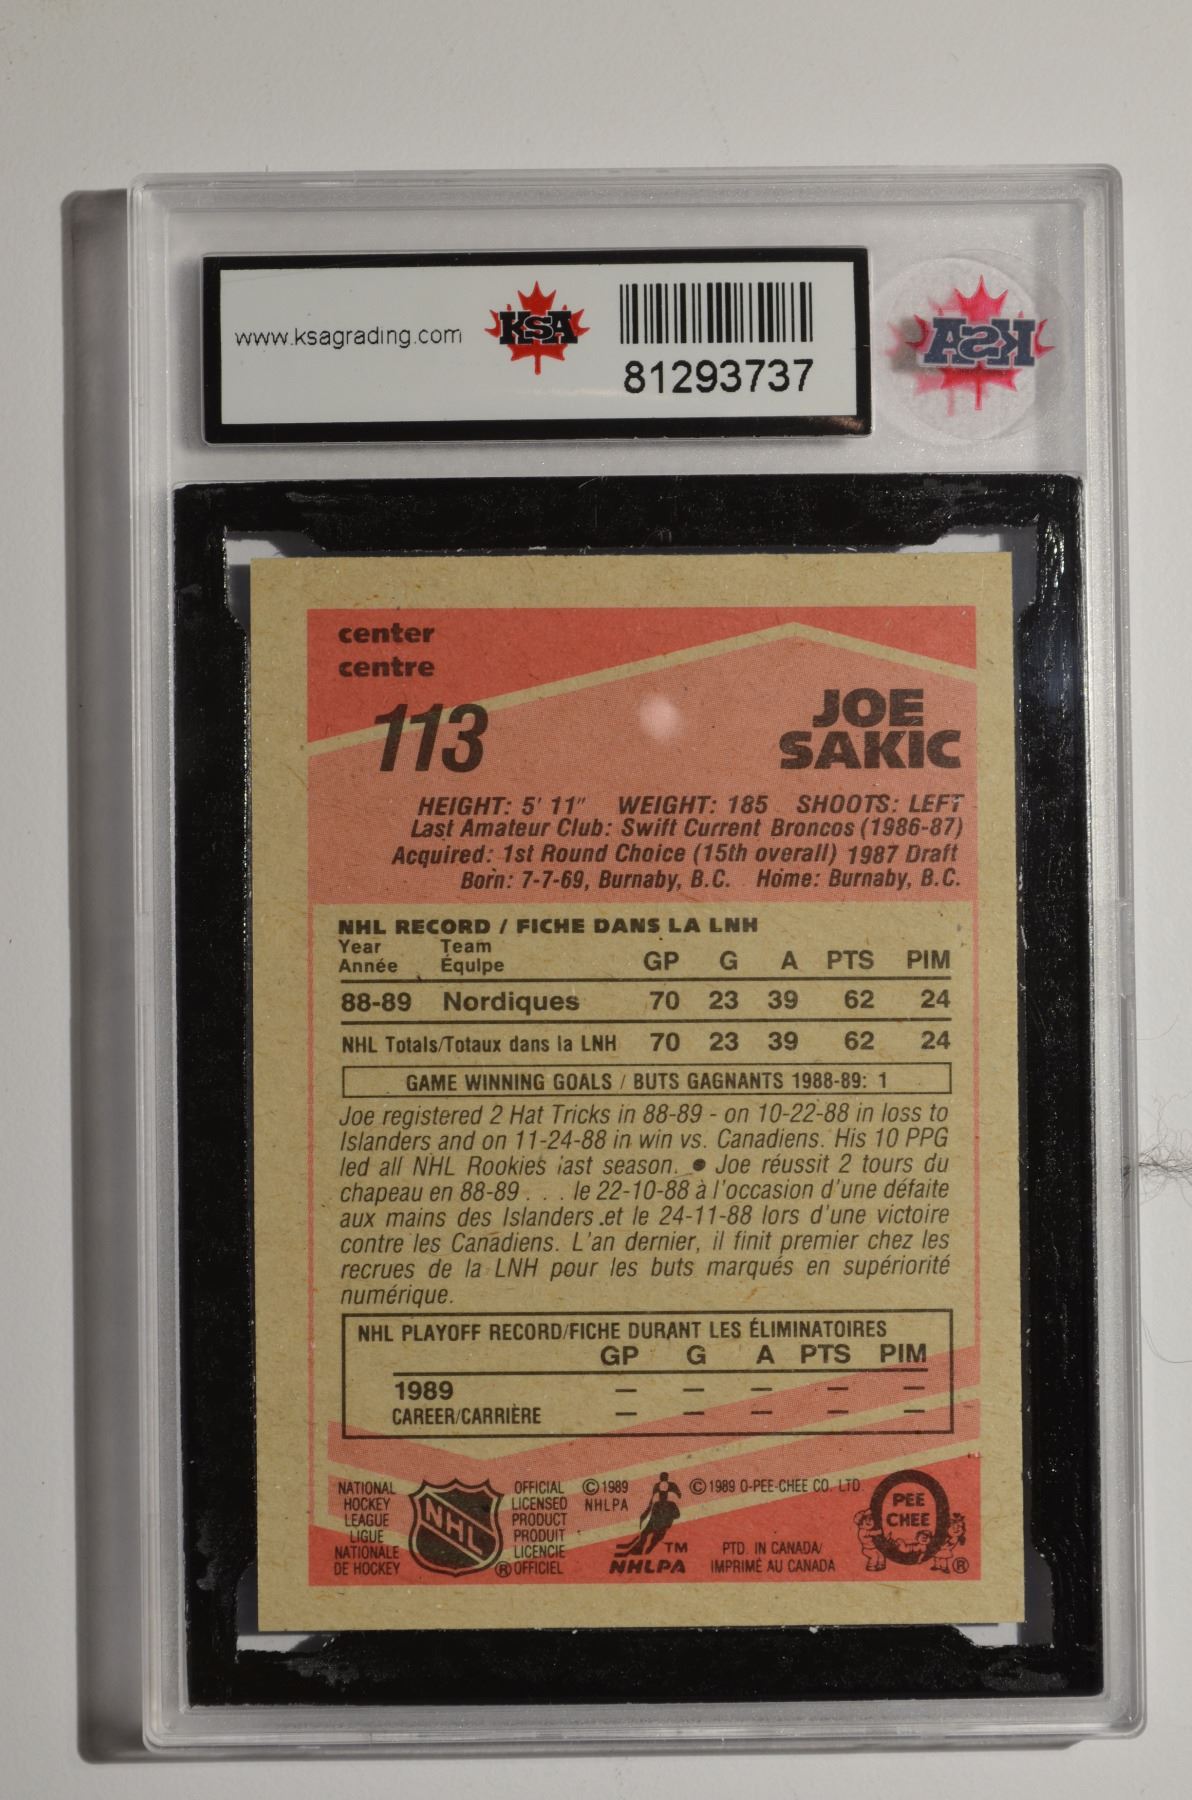 www.ksagrading.com
KSA
81293737
KSA
center
centre
113
JOE
SAKIC
HEIGHT: 5' 11" WEIGHT: 185 SHOOTS: LEFT
Last Amateur Club: Swift Current Broncos (1986-87)
Acquired: 1st Round Choice (15th overall) 1987 Draft
Born: 7-7-69, Burnaby, B.C. Home: Burnaby, B.C.
NHL RECORD / FICHE DANS LA LNH
Year Team
Année Équipe GP G A PTS PIM
88-89 Nordiques 70 23 39 62 24
NHL Totals/Totaux dans la LNH 70 23 39 62 24
GAME WINNING GOALS / BUTS GAGNANTS 1988-89: 1
Joe registered 2 Hat Tricks in 88-89 - on 10-22-88 in loss to
Islanders and on 11-24-88 in win vs. Canadiens. His 10 PPG
led all NHL Rookies last season. ● Joe réussit 2 tours du
chapeau en 88-89 . . . le 22-10-88 à l'occasion d'une défaite
aux mains des Islanders et le 24-11-88 lors d'une victoire
contre les Canadiens. L'an dernier, il finit premier chez les
recrues de la LNH pour les buts marqués en supériorité
numérique.
NHL PLAYOFF RECORD/FICHE DURANT LES ÉLIMINATOIRES
GP G A PTS PIM
1989 – – – – –
CAREER/CARRIÈRE – – – – –
NATIONAL
HOCKEY
LEAGUE
LIGUE
NATIONALE
DE HOCKEY
NHL
®
OFFICIAL
LICENSED
PRODUCT
PRODUIT
LICENCIE
OFFICIEL
© 1989
NHLPA
TM
NHLPA
© 1989 O-PEE-CHEE CO. LTD.
PTD. IN CANADA/
IMPRIMÉ AU CANADA
O
PEE
CHEE
®